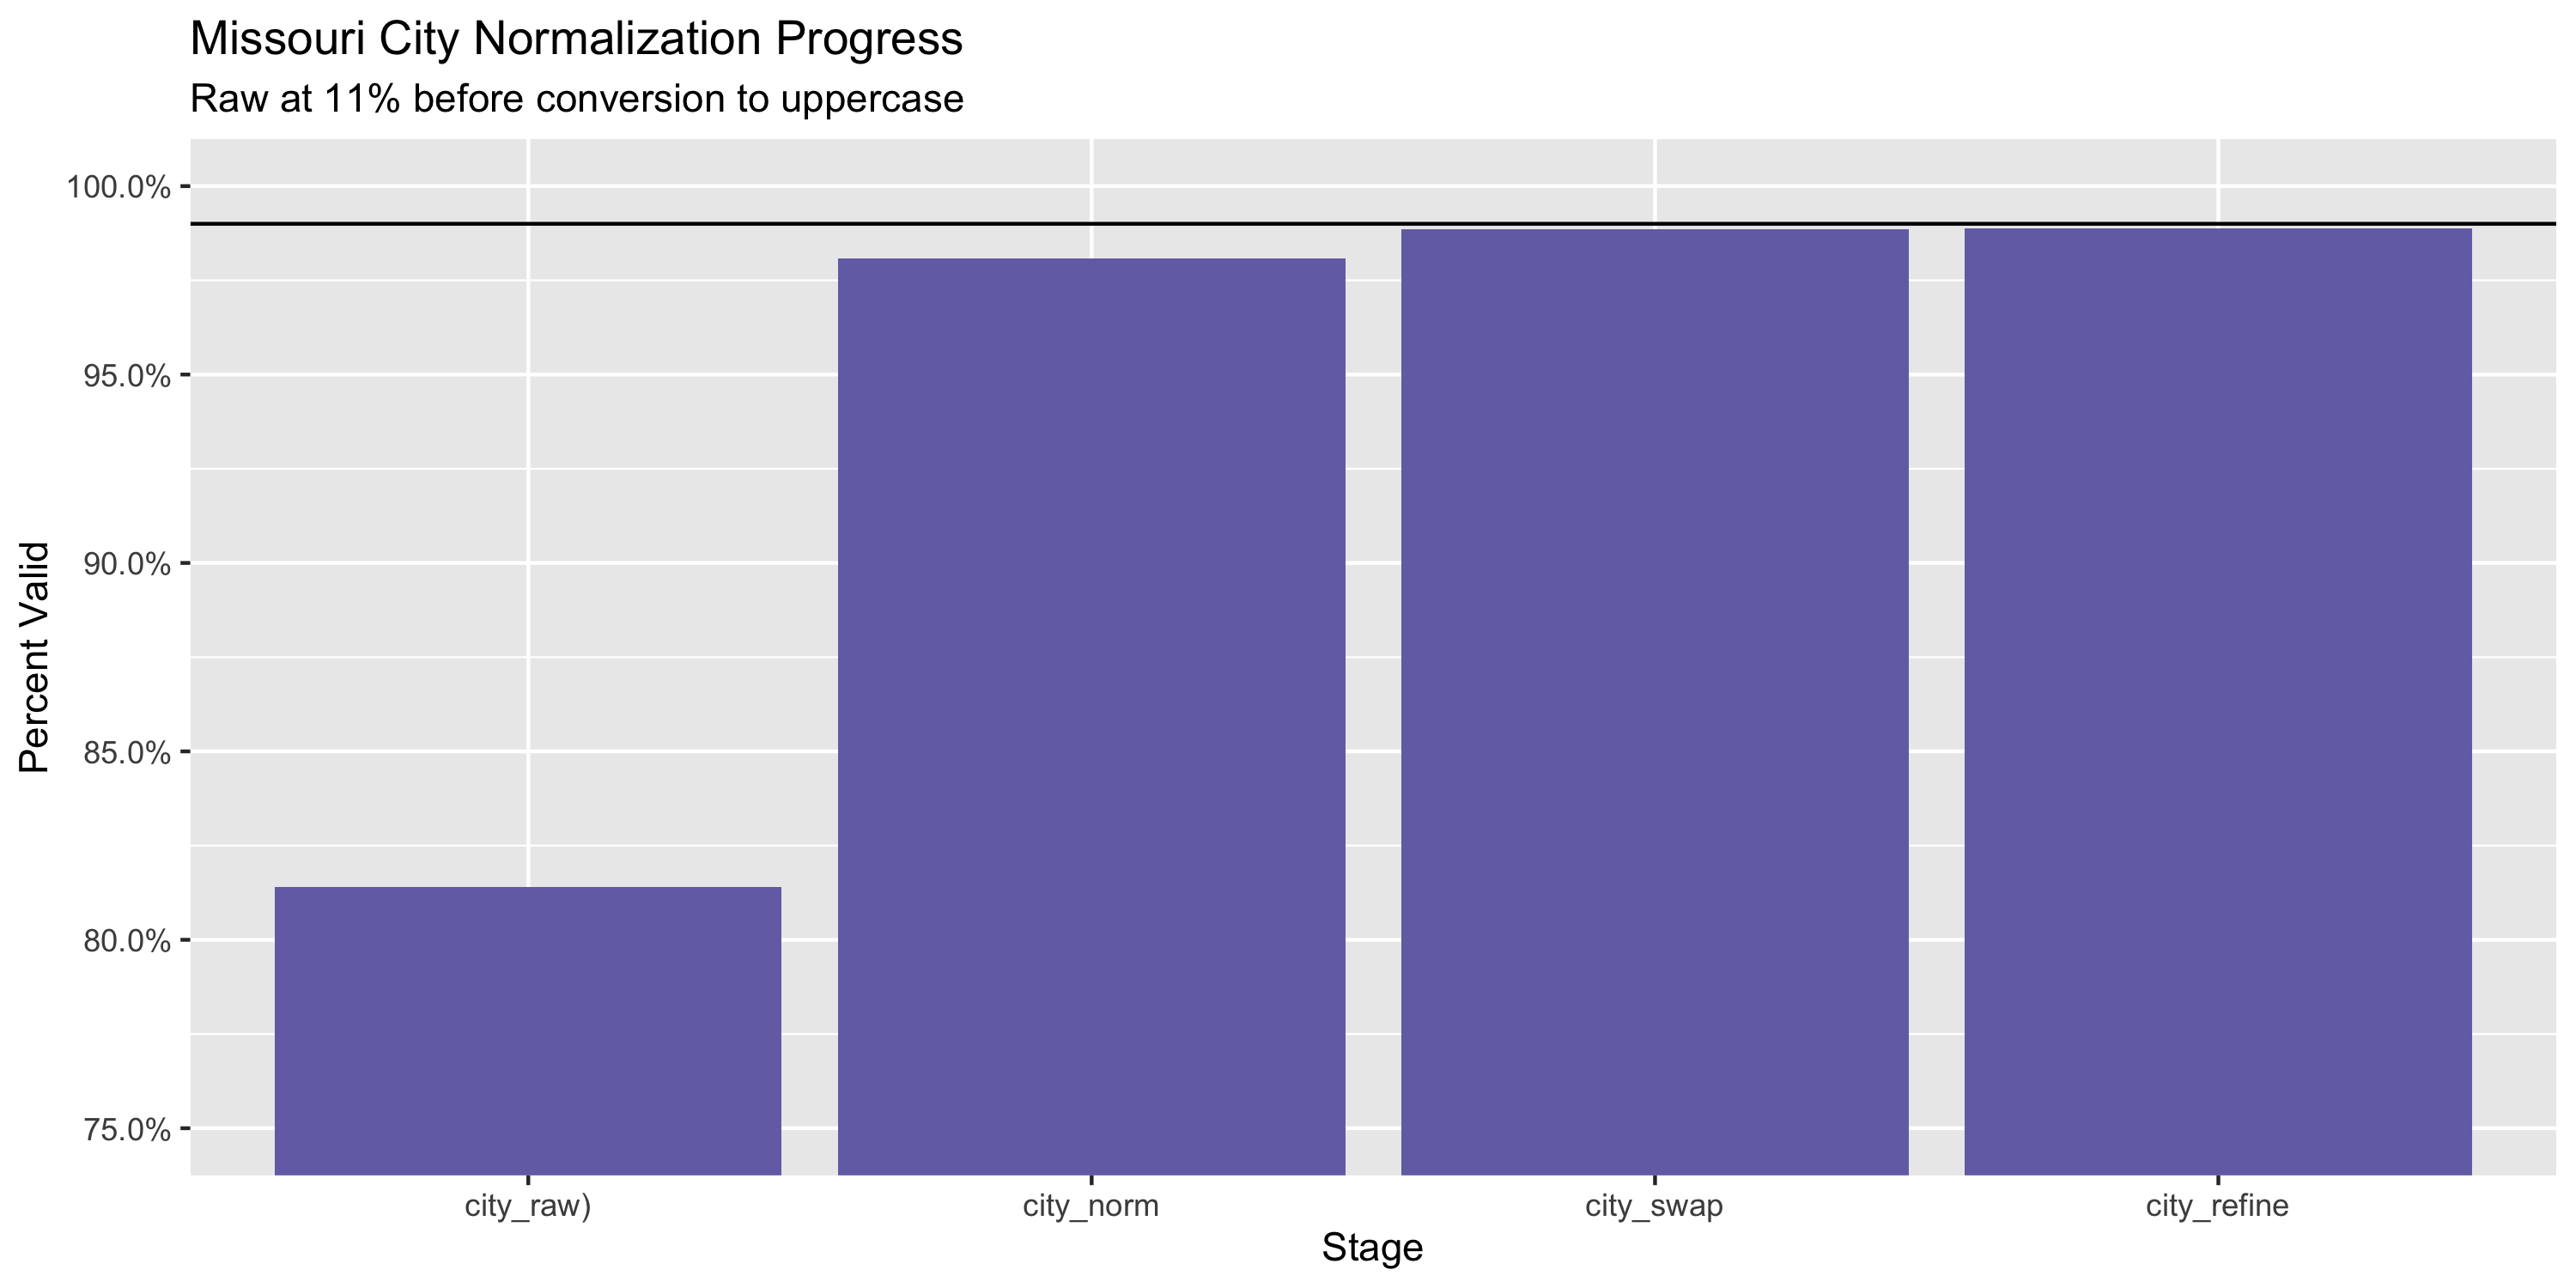 Missouri City Normalization Progress
Raw at 11% before conversion to uppercase
Percent Valid
100.0%
95.0%
90.0%
85.0%
80.0%
75.0%
city_raw)
city_norm
city_swap
city_refine
Stage